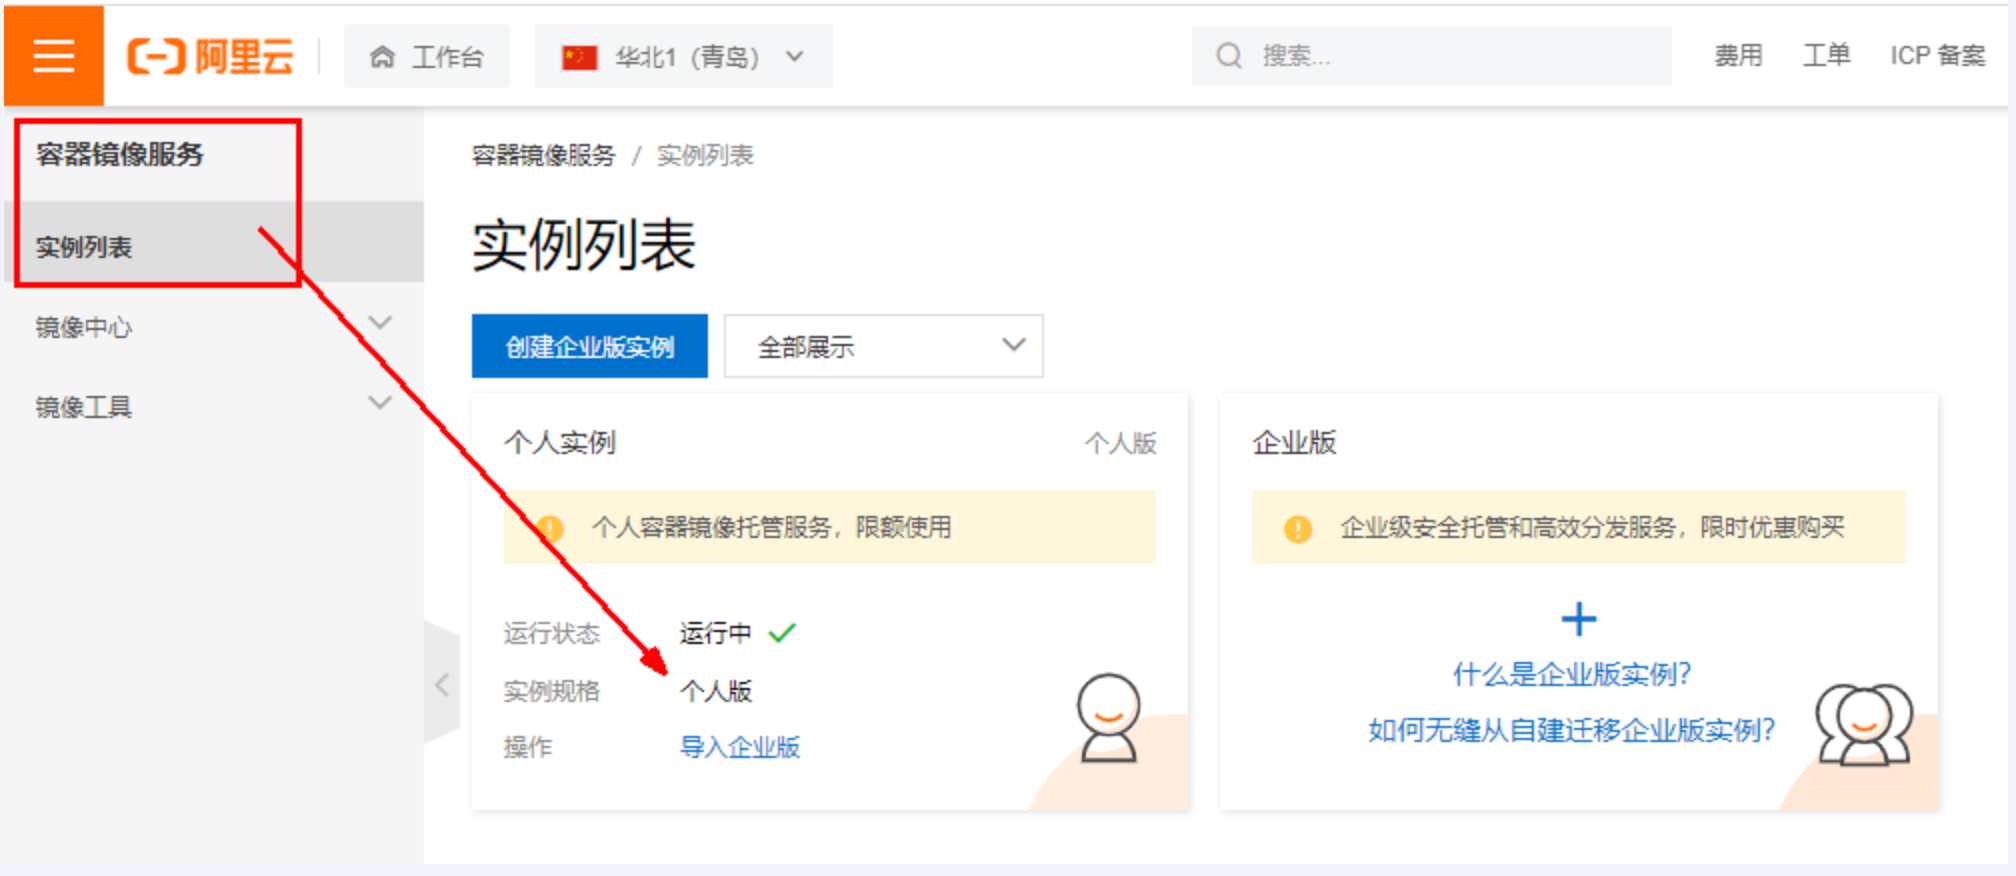 阿里云 工作台 华北1（青岛） 搜索... 费用 工单 ICP 备案
容器镜像服务
实例列表
镜像中心
镜像工具
容器镜像服务 / 实例列表
实例列表
创建企业版实例 全部展示
个人实例 个人版
个人容器镜像托管服务，限额使用
运行状态 运行中
实例规格 个人版
操作 导入企业版
企业版
企业级安全托管和高效分发服务，限时优惠购买
什么是企业版实例?
如何无缝从自建迁移企业版实例?